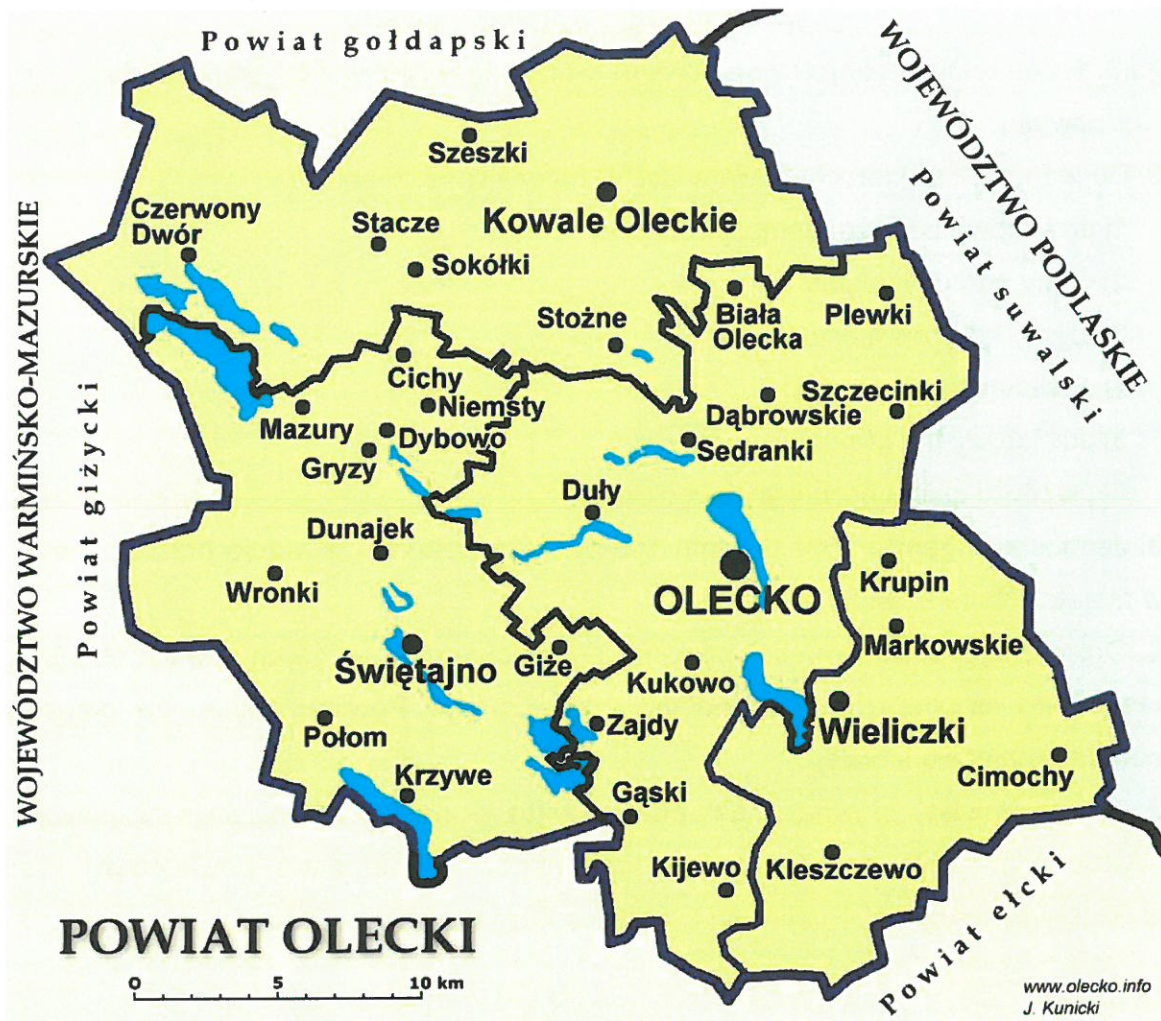 Powiat gołdapski
WOJEWÓDZTWO PODLASKIE
Powiat suwalski
WOJEWÓDZTWO WARMIŃSKO-MAZURSKIE
Powiat giżycki
Szeszki
Kowale Oleckie
Czerwony
Dwór
Stacze
Sokółki
Stożne
Biała
Olecka
Plewki
Cichy
Niemsty
Mazury
Dybowo
Gryzy
Szczecinki
Dąbrowskie
Sedranki
Duły
Dunajek
Wronki
OLECKO
Krupin
Markowskie
Świętajno
Giże
Kukowo
Wieliczki
Zajdy
Połom
Krzywe
Cimochy
Gąski
Kijewo
Kleszczewo
Powiat ełcki
POWIAT OLECKI
0 5 10 km
www.olecko.info
J. Kunicki